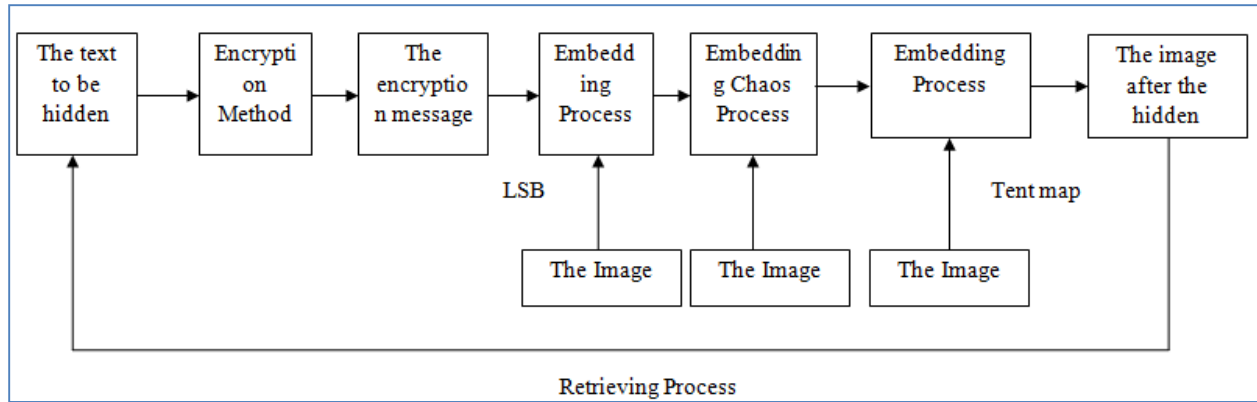 The text
to be
hidden
Encrypti
on
Method
The
encryptio
n message
Embedd
ing
Process
Embeddin
g Chaos
Process
Embedding
Process
The image
after the
hidden
LSB
Tent map
The Image
The Image
The Image
Retrieving Process